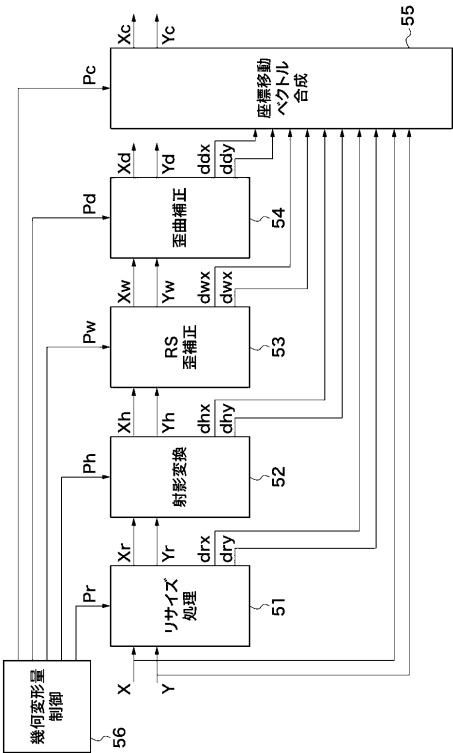 幾何変形量
制御
56
Pr
Ph
Pw
Pd
Pc
X
Y
リサイズ
処理
51
Xr
Yr
drx
dry
射影変換
52
Xh
Yh
dhx
dhy
RS
歪補正
53
Xw
Yw
dwx
dwx
歪曲補正
54
Xd
Yd
ddx
ddy
座標移動
ベクトル
合成
55
Xc
Yc